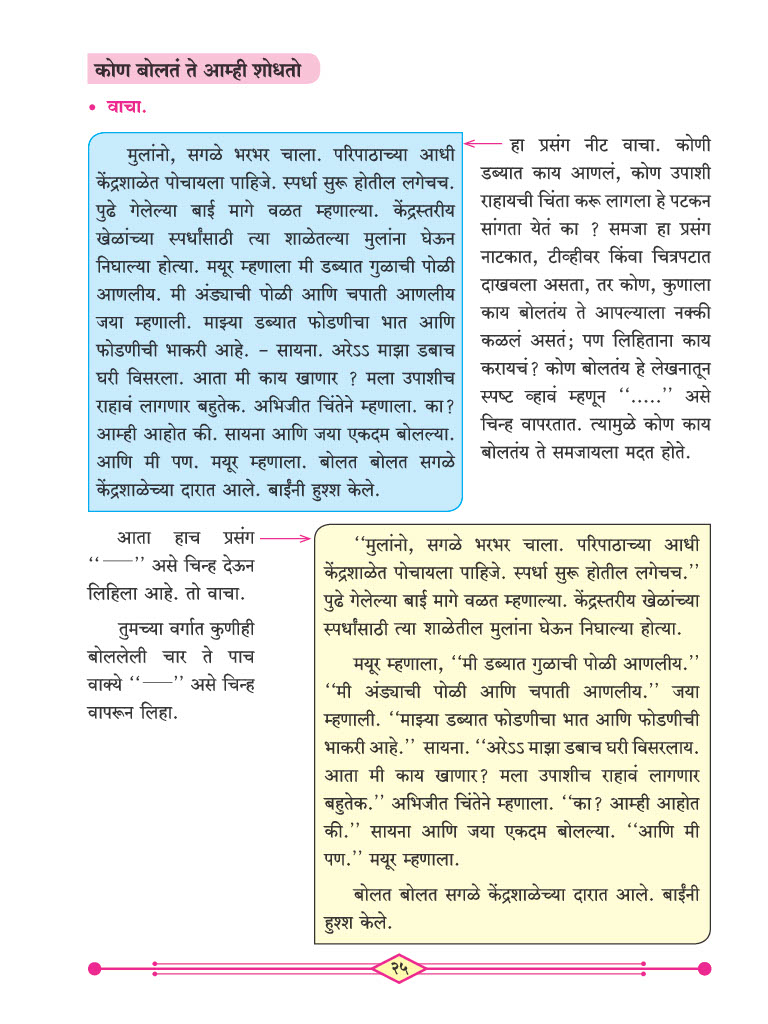 कोण बोलतं ते आम्ही शोधतो
• वाचा.
मुलांनो, सगळे भरभर चाला. परिपाठाच्या आधी
केंद्रशाळेत पोचायला पाहिजे. स्पर्धा सुरू होतील लगेचच.
पुढे गेलेल्या बाई मागे वळत म्हणाल्या. केंद्रस्तरीय
खेळांच्या स्पर्धांसाठी त्या शाळेतल्या मुलांना घेऊन
निघाल्या होत्या. मयूर म्हणाला मी डब्यात गुळाची पोळी
आणलीय. मी अंड्याची पोळी आणि चपाती आणलीय
जया म्हणाली. माझ्या डब्यात फोडणीचा भात आणि
फोडणीची भाकरी आहे. – सायना. अरेऽऽ माझा डबाच
घरी विसरला. आता मी काय खाणार ? मला उपाशीच
राहावं लागणार बहुतेक. अभिजीत चिंतेने म्हणाला. का?
आम्ही आहोत की. सायना आणि जया एकदम बोलल्या.
आणि मी पण. मयूर म्हणाला. बोलत बोलत सगळे
केंद्रशाळेच्या दारात आले. बाईंनी हुश्श केले.
हा प्रसंग नीट वाचा. कोणी
डब्यात काय आणलं, कोण उपाशी
राहायची चिंता करू लागला हे पटकन
सांगता येतं का ? समजा हा प्रसंग
नाटकात, टीव्हीवर किंवा चित्रपटात
दाखवला असता, तर कोण, कुणाला
काय बोलतंय ते आपल्याला नक्की
कळलं असतं; पण लिहिताना काय
करायचं? कोण बोलतंय हे लेखनातून
स्पष्ट व्हावं म्हणून ‘‘.....’’ असे
चिन्ह वापरतात. त्यामुळे कोण काय
बोलतंय ते समजायला मदत होते.
आता हाच प्रसंग
‘‘——’’ असे चिन्ह देऊन
लिहिला आहे. तो वाचा.
तुमच्या वर्गात कुणीही
बोललेली चार ते पाच
वाक्ये ‘‘——’’ असे चिन्ह
वापरून लिहा.
‘‘मुलांनो, सगळे भरभर चाला. परिपाठाच्या आधी
केंद्रशाळेत पोचायला पाहिजे. स्पर्धा सुरू होतील लगेचच.’’
पुढे गेलेल्या बाई मागे वळत म्हणाल्या. केंद्रस्तरीय खेळांच्या
स्पर्धांसाठी त्या शाळेतील मुलांना घेऊन निघाल्या होत्या.
मयूर म्हणाला, ‘‘मी डब्यात गुळाची पोळी आणलीय.’’
‘‘मी अंड्याची पोळी आणि चपाती आणलीय.’’ जया
म्हणाली. ‘‘माझ्या डब्यात फोडणीचा भात आणि फोडणीची
भाकरी आहे.’’ सायना. ‘‘अरेऽऽ माझा डबाच घरी विसरलाय.
आता मी काय खाणार? मला उपाशीच राहावं लागणार
बहुतेक.’’ अभिजीत चिंतेने म्हणाला. ‘‘का? आम्ही आहोत
की.’’ सायना आणि जया एकदम बोलल्या. ‘‘आणि मी
पण.’’ मयूर म्हणाला.
बोलत बोलत सगळे केंद्रशाळेच्या दारात आले. बाईंनी
हुश्श केले.
२५